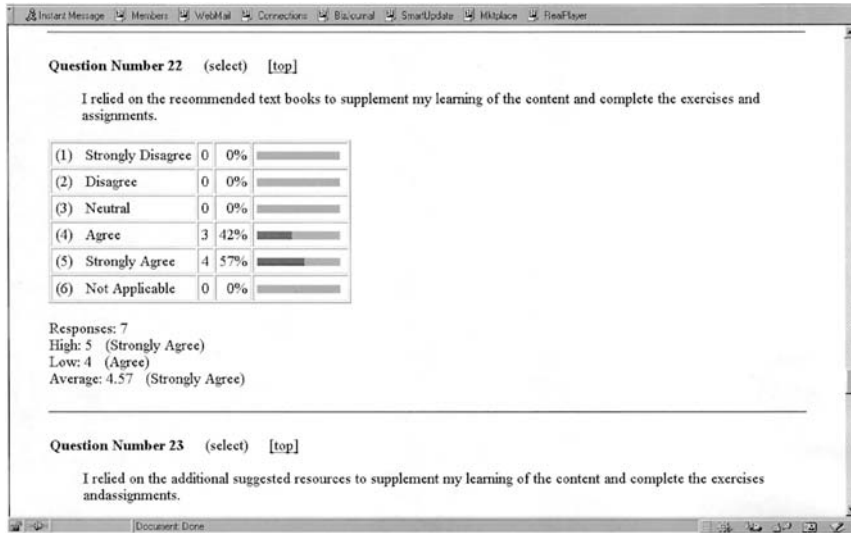 Instant Message Members WebMail Connections BizJournal SmartUpdate Mktplace RealPlayer
Question Number 22 (select) [top]
I relied on the recommended text books to supplement my learning of the content and complete the exercises and
assignments.
(1) Strongly Disagree 0 0%
(2) Disagree 0 0%
(3) Neutral 0 0%
(4) Agree 3 42%
(5) Strongly Agree 4 57%
(6) Not Applicable 0 0%
Responses: 7
High: 5 (Strongly Agree)
Low: 4 (Agree)
Average: 4.57 (Strongly Agree)
Question Number 23 (select) [top]
I relied on the additional suggested resources to supplement my learning of the content and complete the exercises
andassignments.
Document: Done